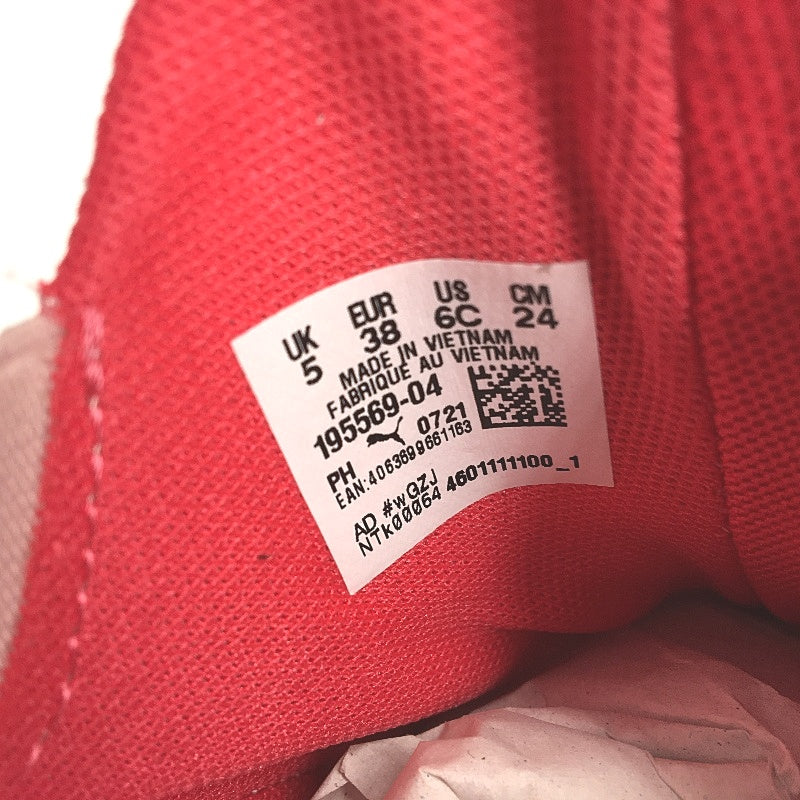 UK EUR US CM
5 38 6C 24
MADE IN VIETNAM
FABRIQUÉ AU VIETNAM
195569-04
PH 0721
EAN:4063699661163
AD #wGZJ
NTk00064 4601111100_1